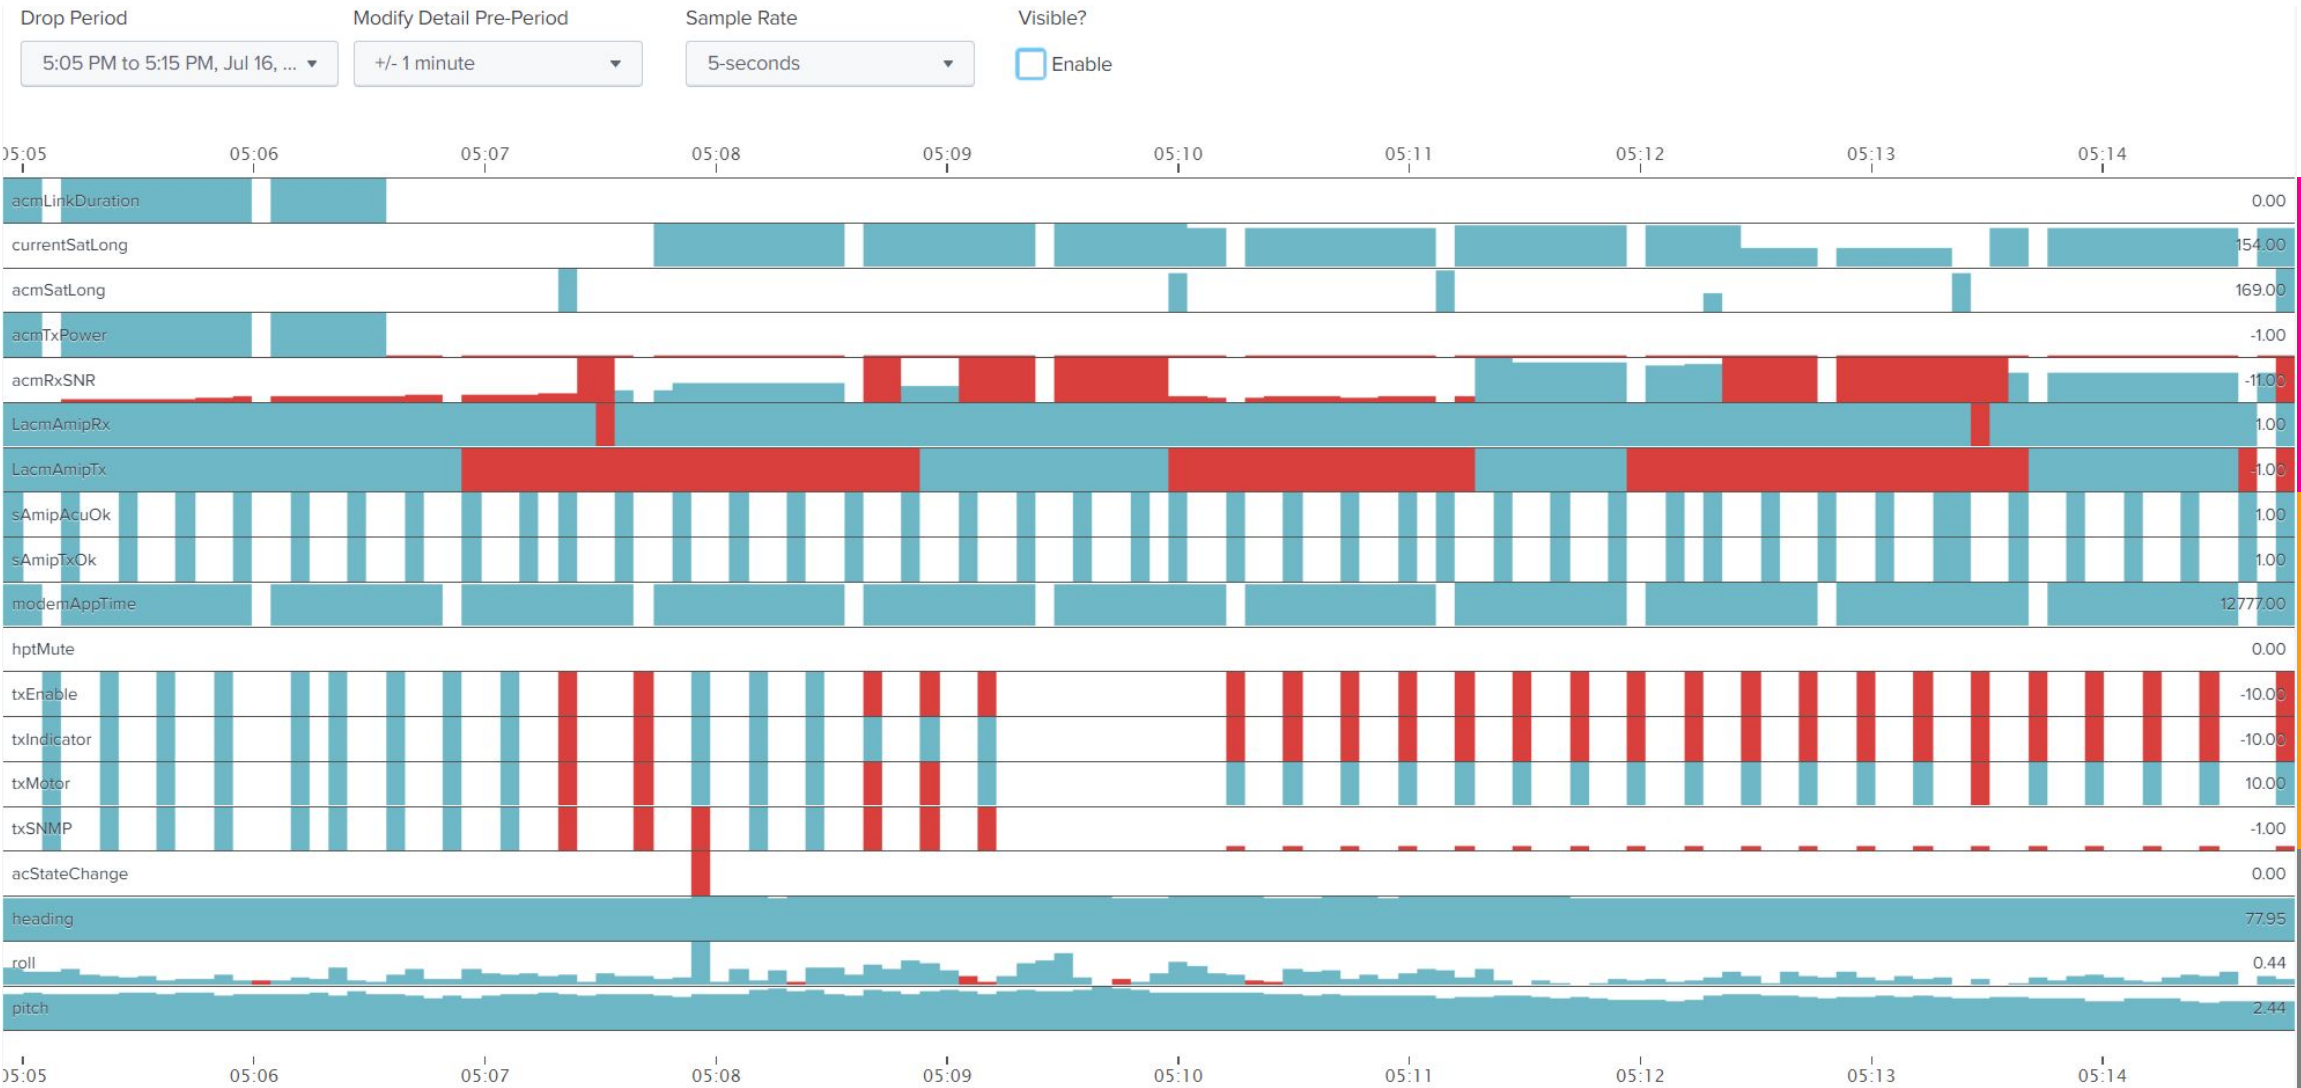 Drop Period
Modify Detail Pre-Period
Sample Rate
Visible?
5:05 PM to 5:15 PM, Jul 16, ...
+/- 1 minute
5-seconds
Enable
05:05 05:06 05:07 05:08 05:09 05:10 05:11 05:12 05:13 05:14
acmLinkDuration 0.00
currentSatLong 154.00
acmSatLong 169.00
acmTxPower -1.00
acmRxSNR -11.00
LacmAmipRx 1.00
LacmAmipTx -1.00
sAmipAcuOk 1.00
sAmipTxOk 1.00
modemAppTime 12777.00
hptMute 0.00
txEnable -10.00
txIndicator -10.00
txMotor 10.00
txSNMP -1.00
acStateChange 0.00
heading 77.95
roll 0.44
pitch 2.44
05:05 05:06 05:07 05:08 05:09 05:10 05:11 05:12 05:13 05:14